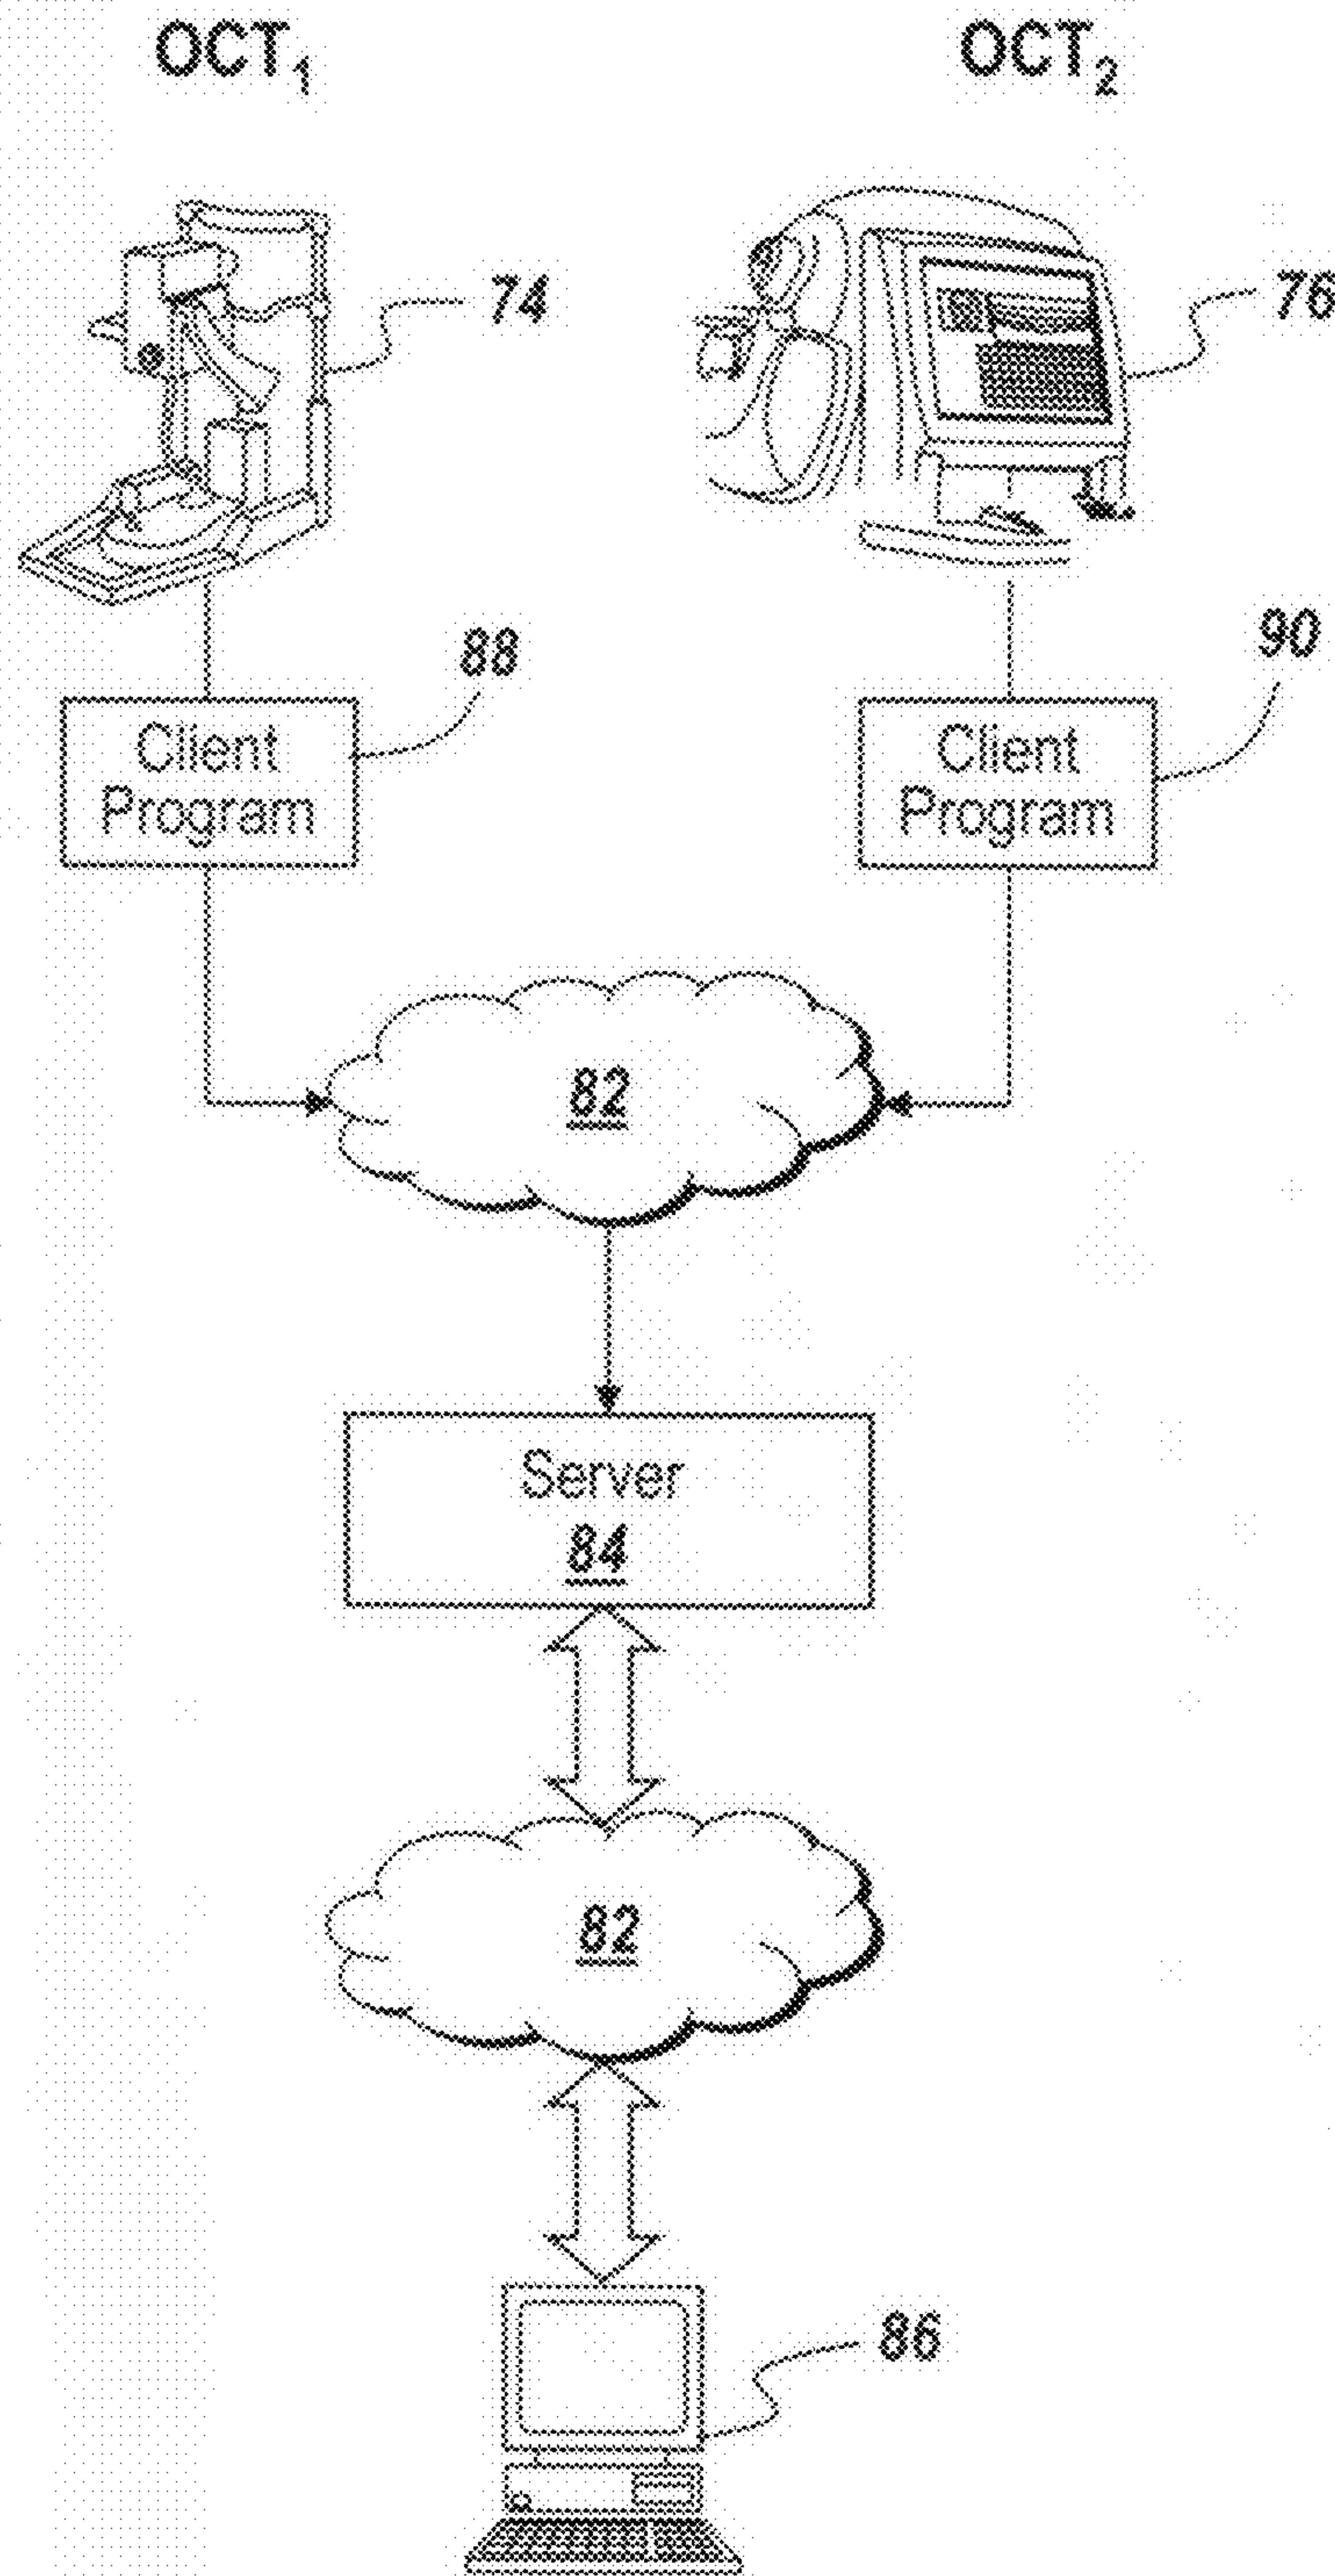 OCT1 OCT2
74 76
88 90
Client Program Client Program
82
Server
84
82
86